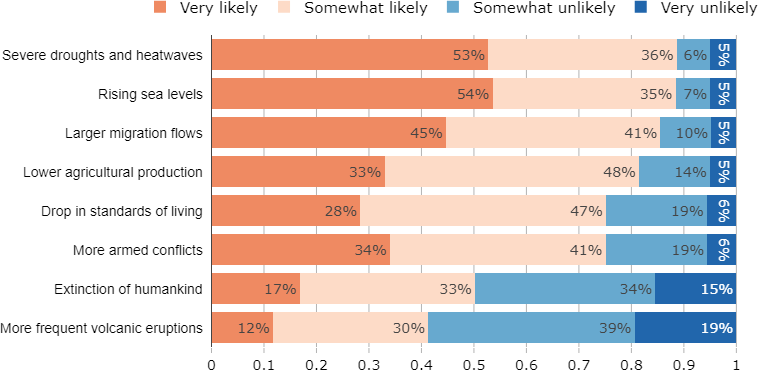 Very likely Somewhat likely Somewhat unlikely Very unlikely
Severe droughts and heatwaves 53% 36% 6% 5%
Rising sea levels 54% 35% 7% 5%
Larger migration flows 45% 41% 10% 5%
Lower agricultural production 33% 48% 14% 5%
Drop in standards of living 28% 47% 19% 6%
More armed conflicts 34% 41% 19% 6%
Extinction of humankind 17% 33% 34% 15%
More frequent volcanic eruptions 12% 30% 39% 19%
0 0.1 0.2 0.3 0.4 0.5 0.6 0.7 0.8 0.9 1